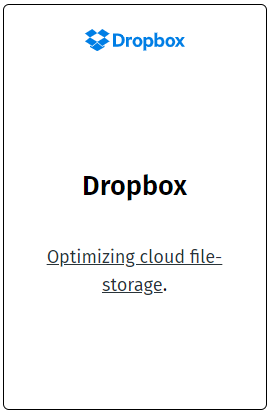 Dropbox
Dropbox
Optimizing cloud file-
storage.